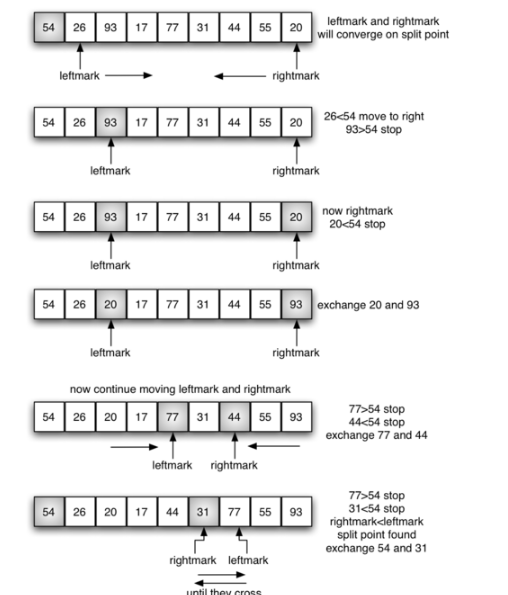 54 26 93 17 77 31 44 55 20
leftmark and rightmark
will converge on split point
leftmark
rightmark
54 26 93 17 77 31 44 55 20
26<54 move to right
93>54 stop
leftmark
rightmark
54 26 93 17 77 31 44 55 20
now rightmark
20<54 stop
leftmark
rightmark
54 26 20 17 77 31 44 55 93
exchange 20 and 93
leftmark
rightmark
now continue moving leftmark and rightmark
54 26 20 17 77 31 44 55 93
77>54 stop
44<54 stop
exchange 77 and 44
leftmark
rightmark
54 26 20 17 44 31 77 55 93
77>54 stop
31<54 stop
rightmark<leftmark
split point found
exchange 54 and 31
rightmark
leftmark
until they cross